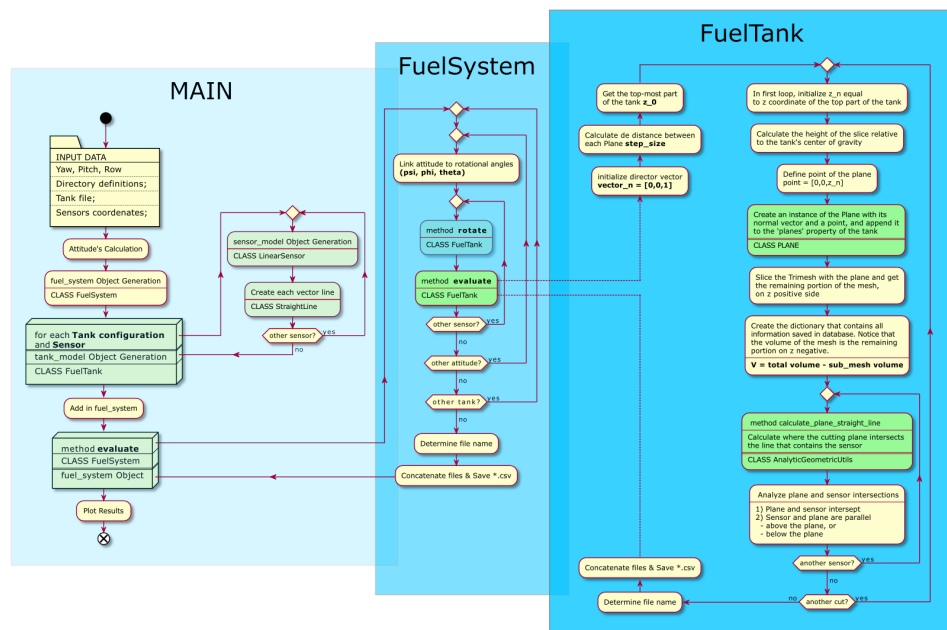 MAIN
INPUT DATA
Yaw, Pitch, Row
Directory definitions;
Tank file;
Sensors coordenates;
Attitude's Calculation
fuel_system Object Generation
CLASS FuelSystem
for each Tank configuration
and Sensor
tank_model Object Generation
CLASS FuelTank
sensor_model Object Generation
CLASS LinearSensor
Create each vector line
CLASS StraightLine
other sensor?
yes
no
Add in fuel_system
method evaluate
CLASS FuelSystem
fuel_system Object
Plot Results
FuelSystem
Link attitude to rotational angles
(psi, phi, theta)
method rotate
CLASS FuelTank
method evaluate
CLASS FuelTank
other sensor?
yes
no
other attitude?
yes
no
other tank?
yes
no
Determine file name
Concatenate files & Save *.csv
FuelTank
Get the top-most part
of the tank z_0
Calculate de distance between
each Plane step_size
initialize director vector
vector_n = [0,0,1]
In first loop, initialize z_n equal
to z coordinate of the top part of the tank
Calculate the height of the slice relative
to the tank's center of gravity
Define point of the plane
point = [0,0,z_n]
Create an instance of the Plane with its
normal vector and a point, and append it
to the 'planes' property of the tank
CLASS PLANE
Slice the Trimesh with the plane and get
the remaining portion of the mesh,
on z positive side
Create the dictionary that contains all
information saved in database. Notice that
the volume of the mesh is the remaining
portion on z negative.
V = total volume - sub_mesh volume
method calculate_plane_straight_line
Calculate where the cutting plane intersects
the line that contains the sensor
CLASS AnalyticGeometricUtils
Analyze plane and sensor intersections
1) Plane and sensor intersept
2) Sensor and plane are parallel
- above the plane, or
- below the plane
another sensor?
yes
no
another cut?
yes
no
Determine file name
Concatenate files & Save *.csv